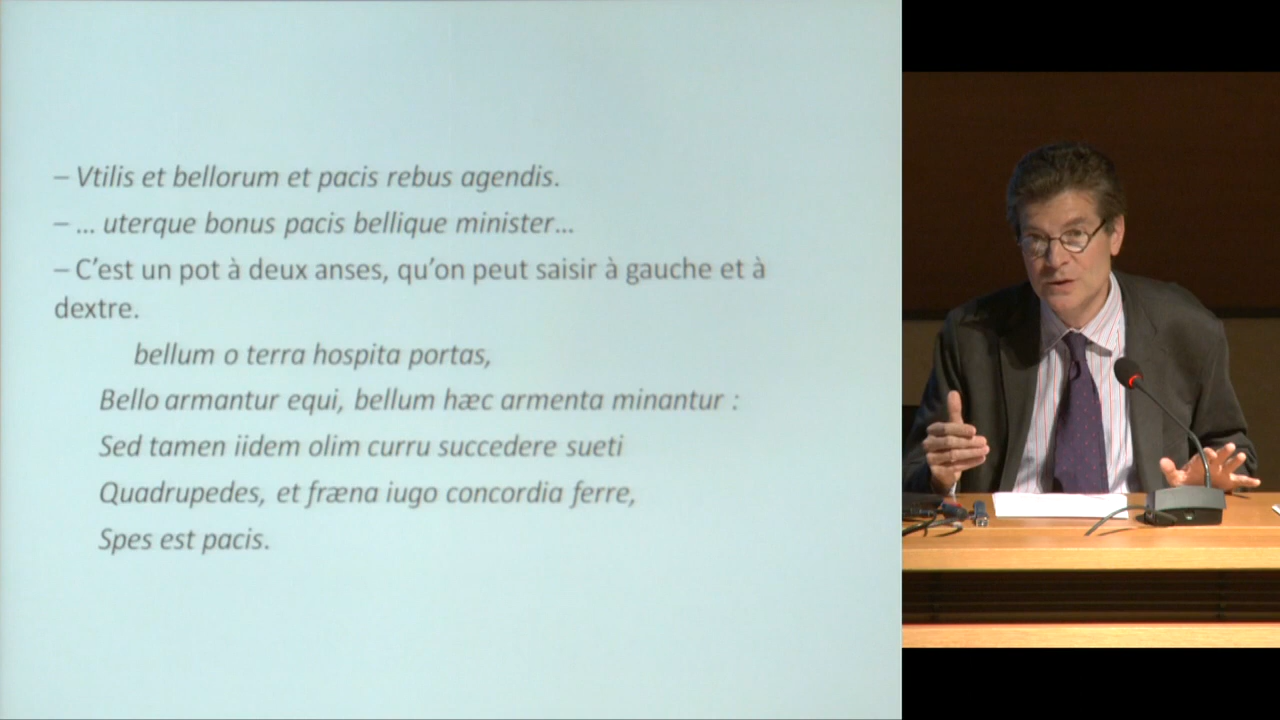 – Vtilis et bellorum et pacis rebus agendis.
– ... uterque bonus pacis bellique minister...
– C'est un pot à deux anses, qu'on peut saisir à gauche et à
dextre.
bellum o terra hospita portas,
Bello armantur equi, bellum hæc armenta minantur :
Sed tamen iidem olim curru succedere sueti
Quadrupedes, et fræna iugo concordia ferre,
Spes est pacis.